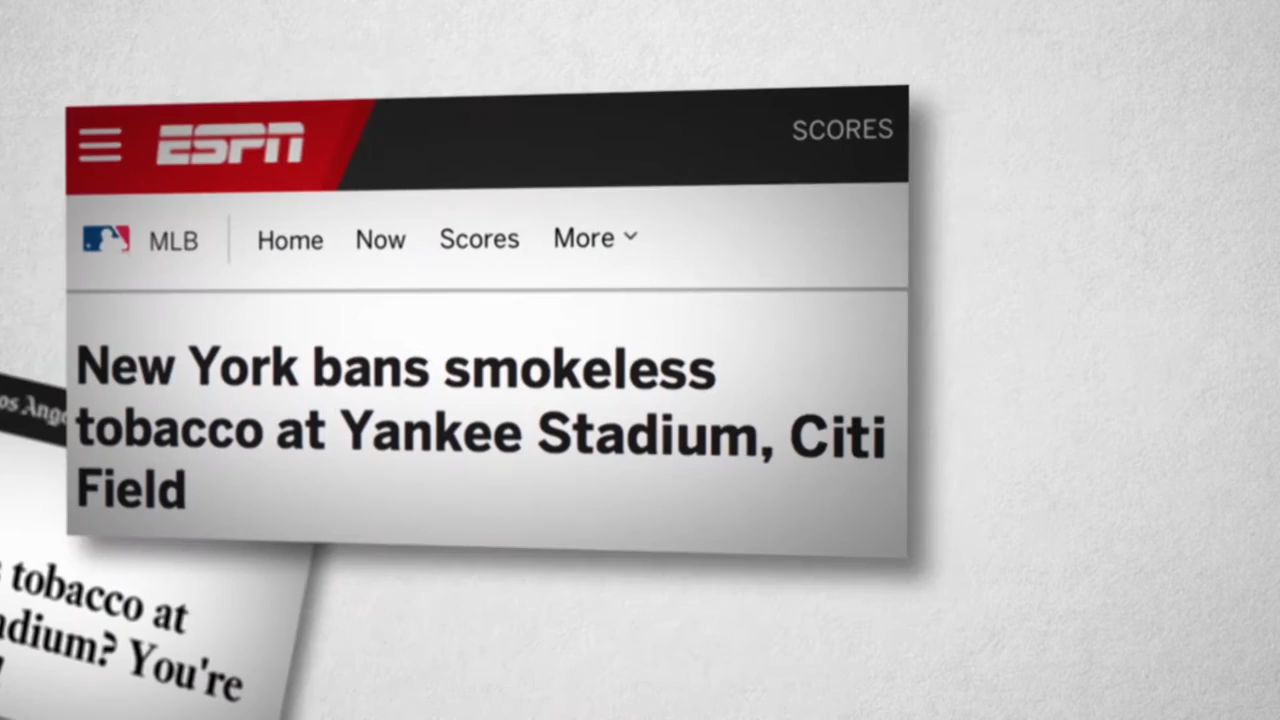 ESPN
SCORES
MLB
Home Now Scores More
New York bans smokeless
tobacco at Yankee Stadium, Citi
Field
tobacco at
You're